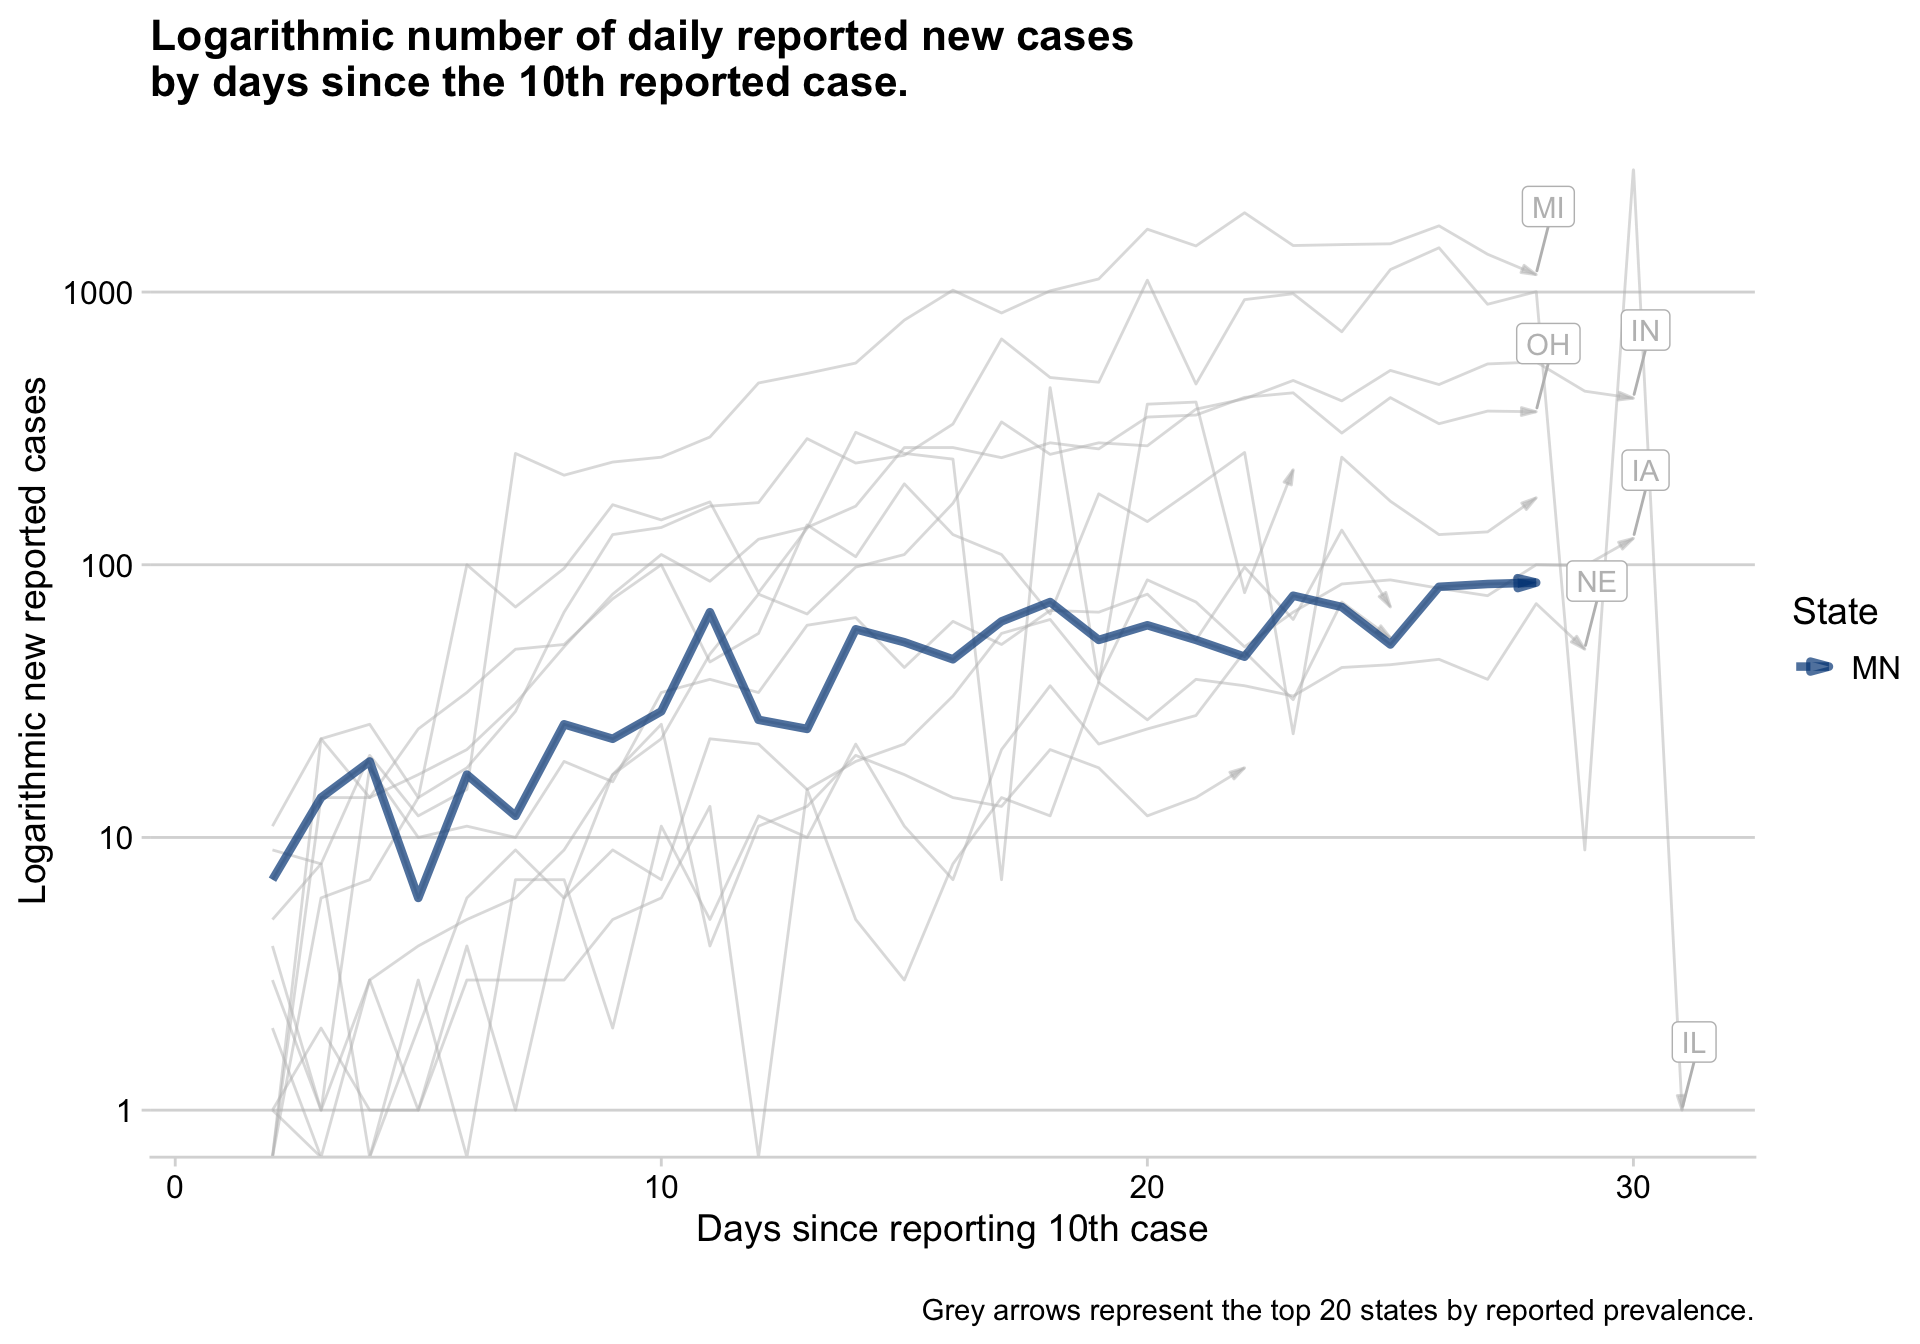 Logarithmic number of daily reported new cases
by days since the 10th reported case.
Logarithmic new reported cases
1000
100
10
1
MI
OH
IN
IA
NE
IL
State
MN
0
10
20
30
Days since reporting 10th case
Grey arrows represent the top 20 states by reported prevalence.